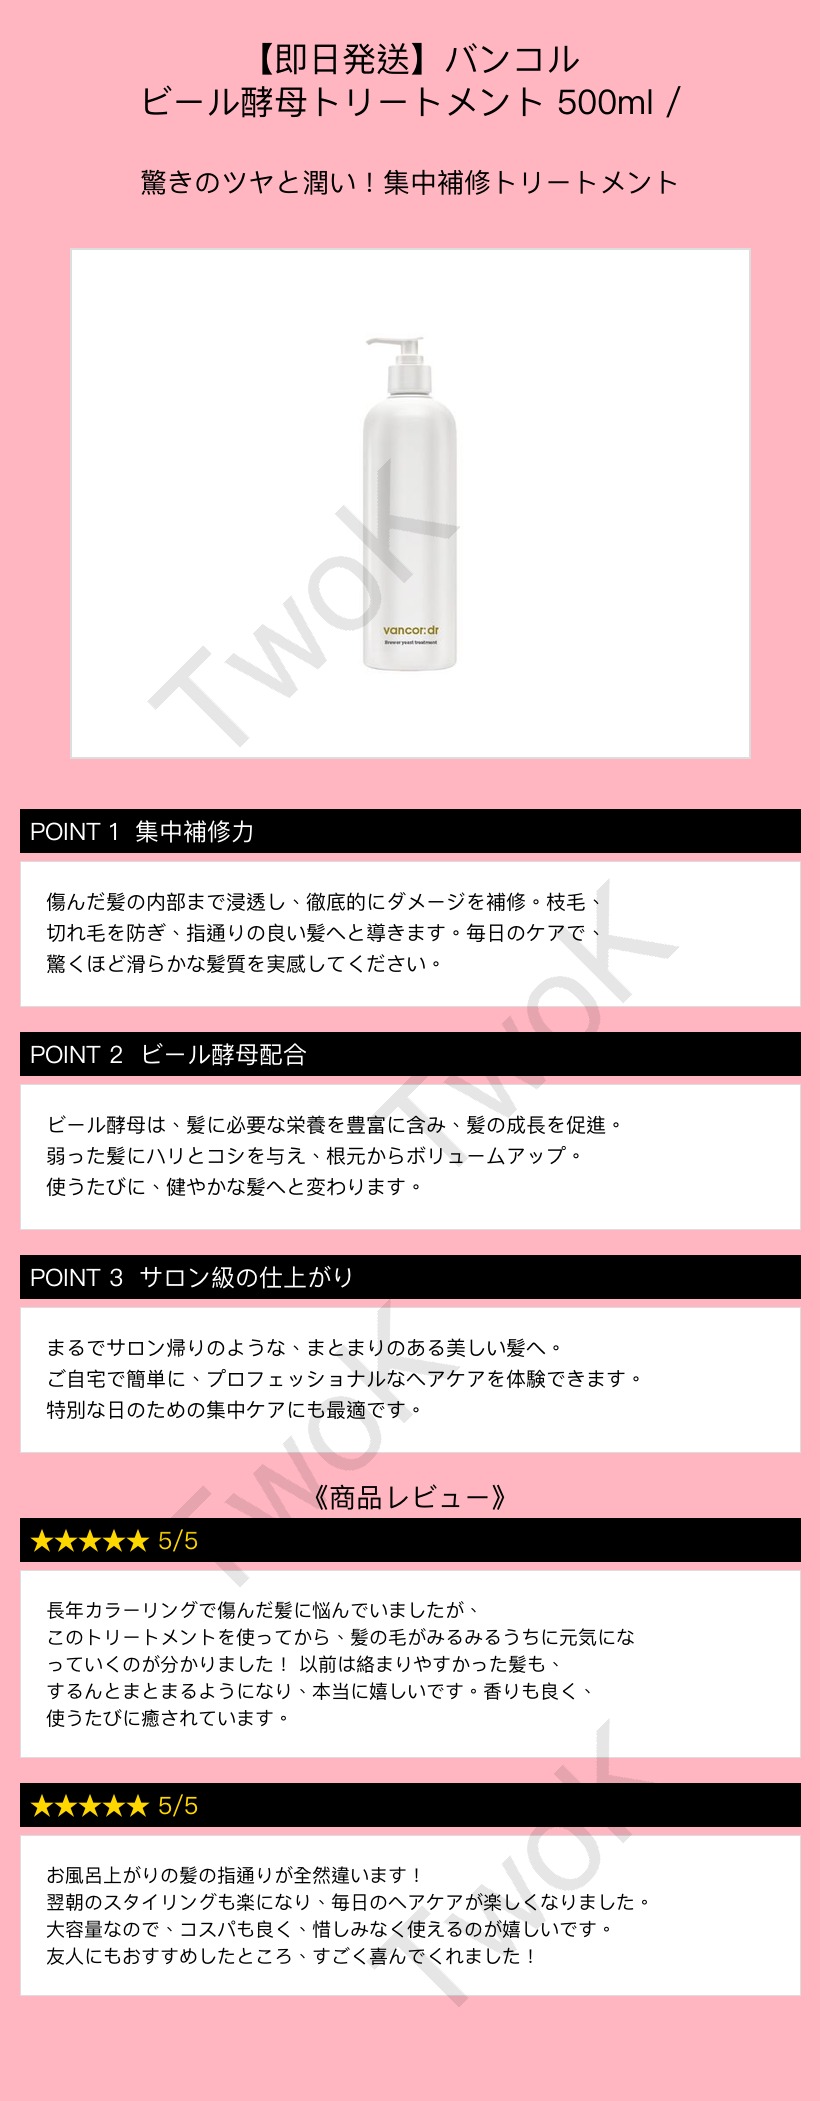 【即日発送】バンコル
ビール酵母トリートメント 500ml /
驚きのツヤと潤い！集中補修トリートメント
vancor:dr
Brewer yeast treatment
TwoK
POINT 1 集中補修力
傷んだ髪の内部まで浸透し、徹底的にダメージを補修。枝毛、
切れ毛を防ぎ、指通りの良い髪へと導きます。毎日のケアで、
驚くほど滑らかな髪質を実感してください。
TwoK
POINT 2 ビール酵母配合
ビール酵母は、髪に必要な栄養を豊富に含み、髪の成長を促進。
弱った髪にハリとコシを与え、根元からボリュームアップ。
使うたびに、健やかな髪へと変わります。
POINT 3 サロン級の仕上がり
まるでサロン帰りのような、まとまりのある美しい髪へ。
ご自宅で簡単に、プロフェッショナルなヘアケアを体験できます。
特別な日のための集中ケアにも最適です。
TwoK
《商品レビュー》
★★★★★ 5/5
長年カラーリングで傷んだ髪に悩んでいましたが、
このトリートメントを使ってから、髪の毛がみるみるうちに元気にな
っていくのが分かりました！ 以前は絡まりやすかった髪も、
するんとまとまるようになり、本当に嬉しいです。香りも良く、
使うたびに癒されています。
★★★★★ 5/5
お風呂上がりの髪の指通りが全然違います！
翌朝のスタイリングも楽になり、毎日のヘアケアが楽しくなりました。
大容量なので、コスパも良く、惜しみなく使えるのが嬉しいです。
友人にもおすすめしたところ、すごく喜んでくれました！
TwoK